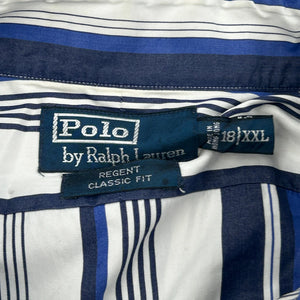 Polo
by Ralph Lauren
REGENT
CLASSIC FIT
18/XXL